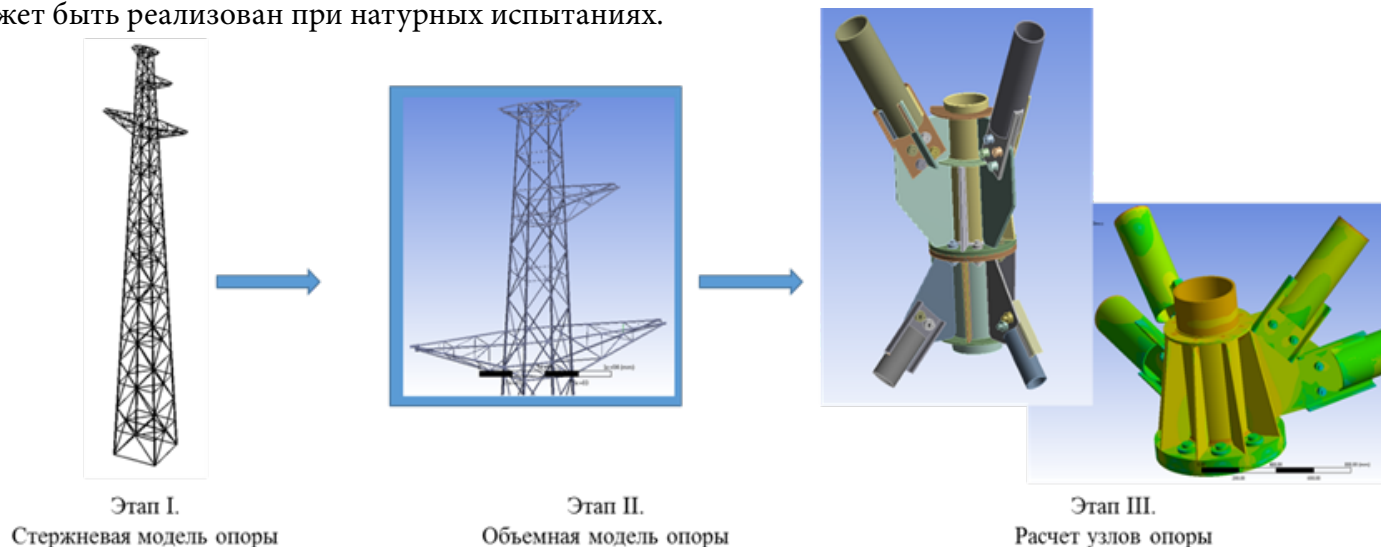 жет быть реализован при натурных испытаниях.
Этап I.
Стержневая модель опоры
Этап II.
Объемная модель опоры
Этап III.
Расчет узлов опоры